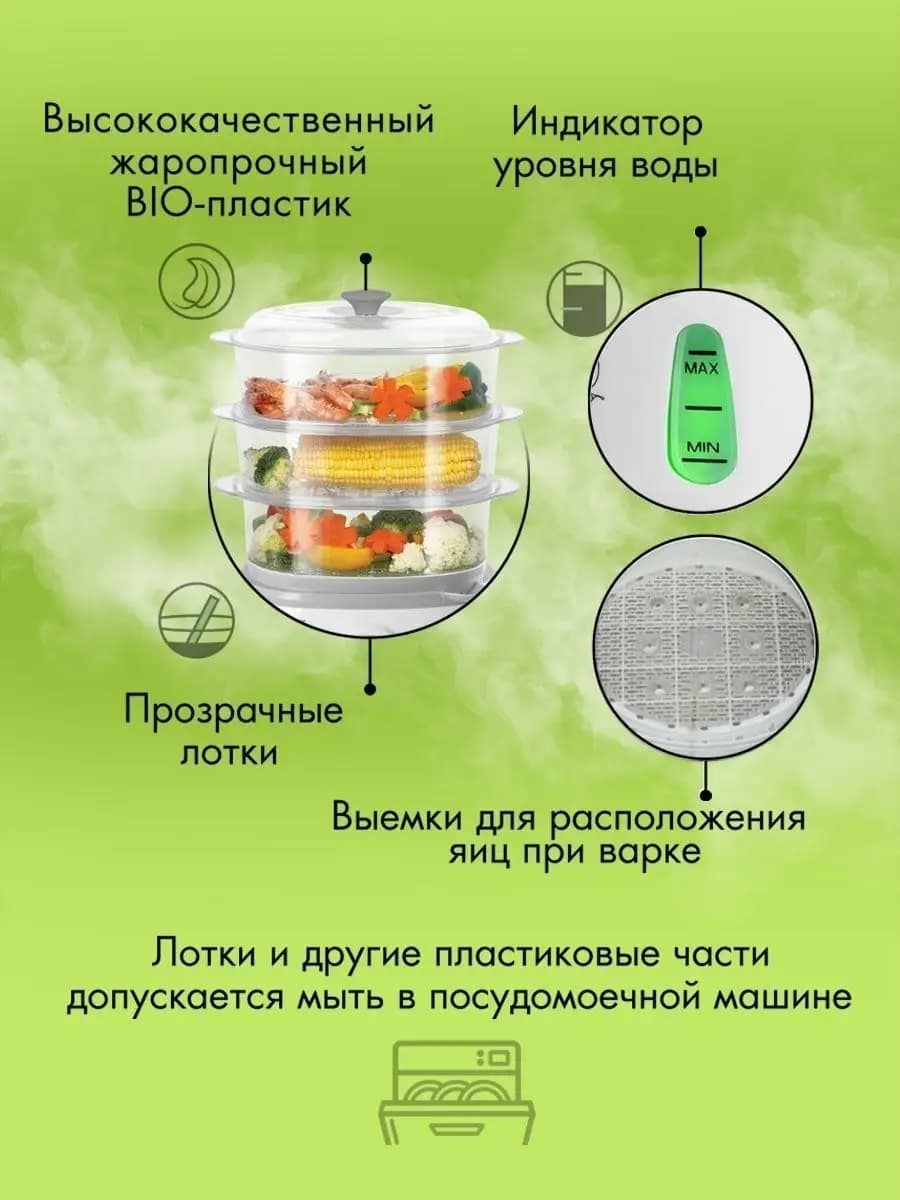 Высококачественный
жаропрочный
BIO-пластик
Индикатор
уровня воды
MAX
MIN
Прозрачные
лотки
Выемки для расположения
яиц при варке
Лотки и другие пластиковые части
допускается мыть в посудомоечной машине